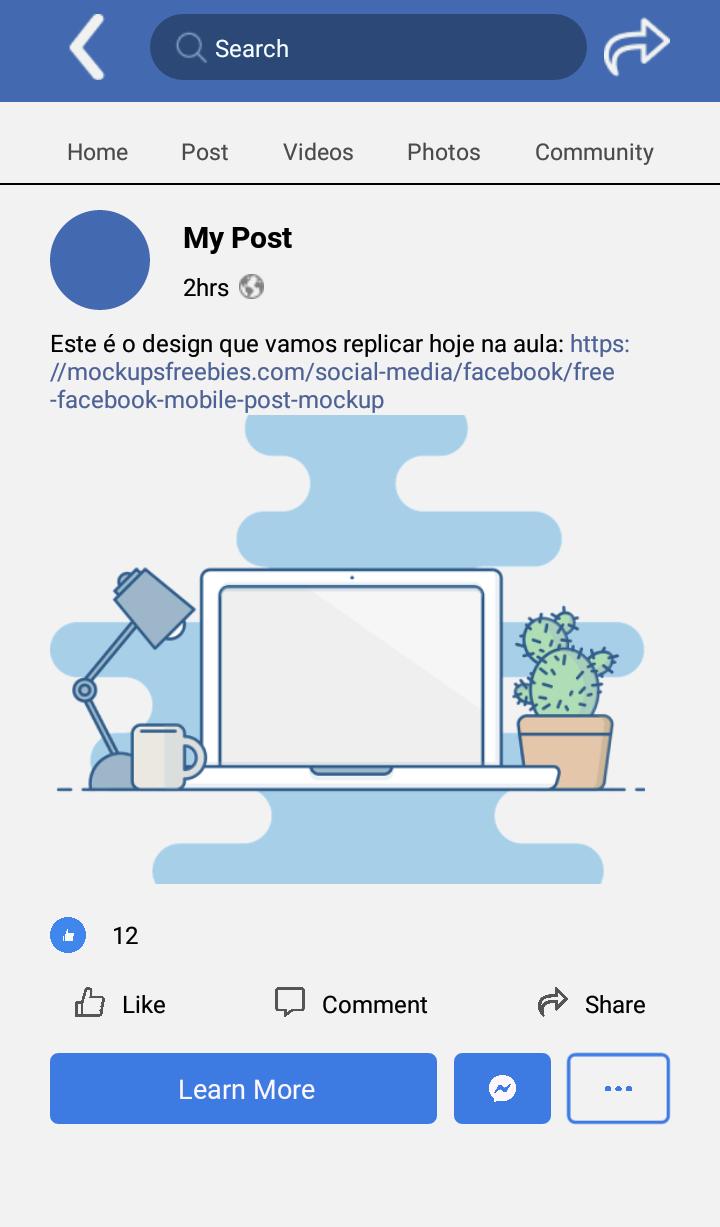 Search
Home Post Videos Photos Community
My Post
2hrs
Este é o design que vamos replicar hoje na aula: https:
//mockupsfreebies.com/social-media/facebook/free
-facebook-mobile-post-mockup
12
Like Comment Share
Learn More